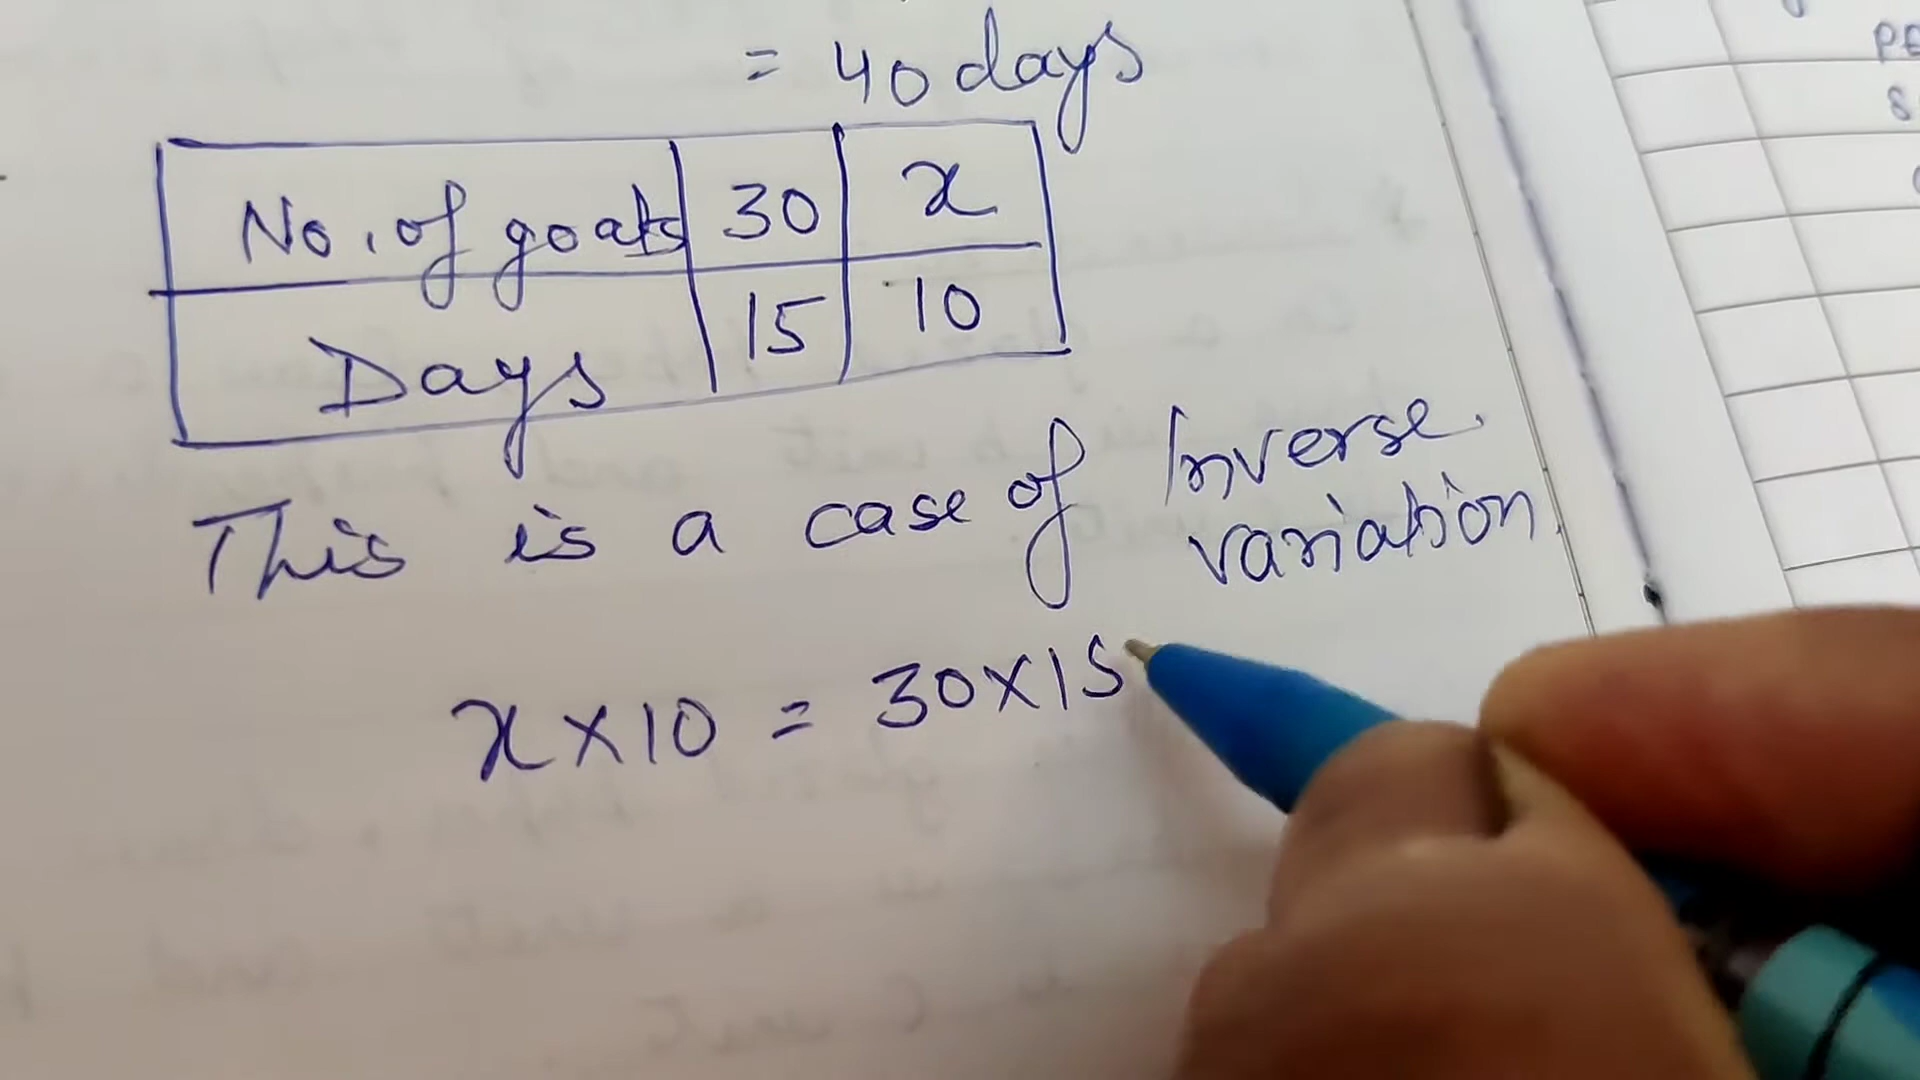 = 40 days
No. of goats 30 x
Days 15 10
This is a case of Inverse
variation.
x × 10 = 30 × 15